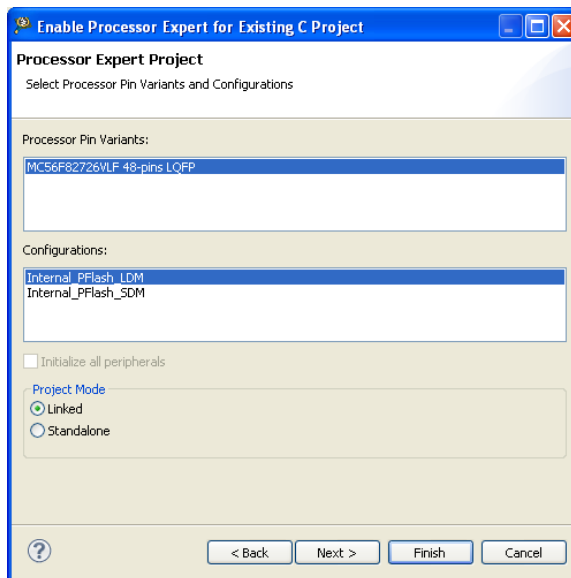 Enable Processor Expert for Existing C Project
Processor Expert Project
Select Processor Pin Variants and Configurations
Processor Pin Variants:
MC56F82726VLF 48-pins LQFP
Configurations:
Internal_PFlash_LDM
Internal_PFlash_SDM
Initialize all peripherals
Project Mode
Linked
Standalone
?
< Back
Next >
Finish
Cancel